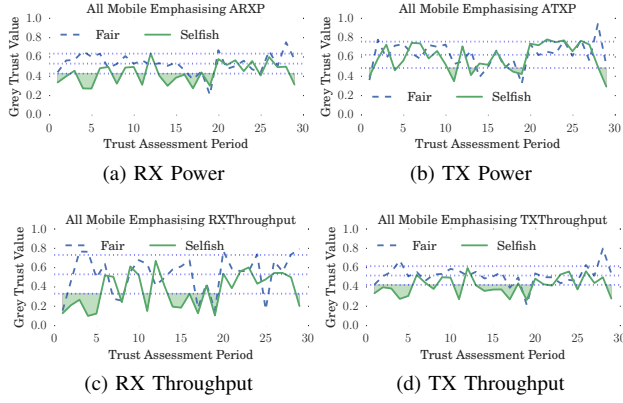 All Mobile Emphasising ARXP
Fair Selfish
Grey Trust Value
1.0
0.8
0.6
0.4
0.2
0.0
0 5 10 15 20 25 30
Trust Assessment Period
(a) RX Power
All Mobile Emphasising ATXP
Grey Trust Value
1.0
0.8
0.6
0.4
0.2
0.0
Fair Selfish
0 5 10 15 20 25 30
Trust Assessment Period
(b) TX Power
All Mobile Emphasising RXThroughput
Fair Selfish
Grey Trust Value
1.0
0.8
0.6
0.4
0.2
0.0
0 5 10 15 20 25 30
Trust Assessment Period
(c) RX Throughput
All Mobile Emphasising TXThroughput
Fair Selfish
Grey Trust Value
1.0
0.8
0.6
0.4
0.2
0.0
0 5 10 15 20 25 30
Trust Assessment Period
(d) TX Throughput